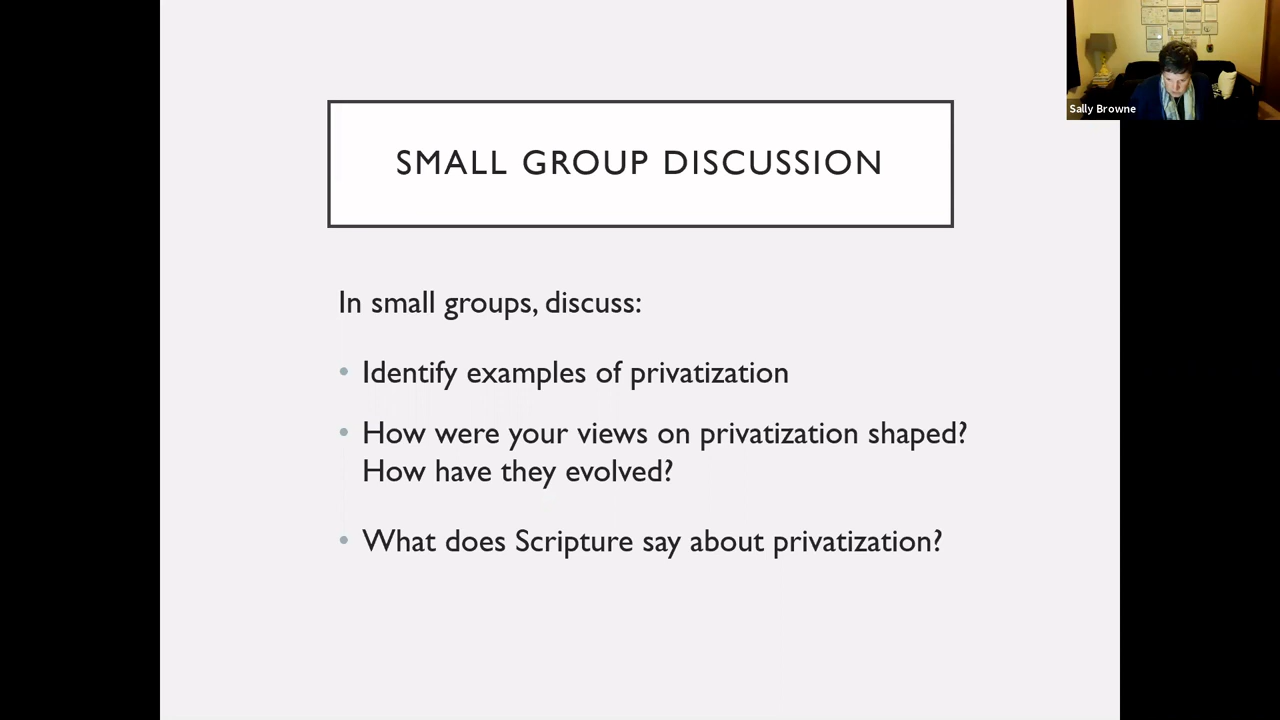 SMALL GROUP DISCUSSION
Sally Browne
In small groups, discuss:
• Identify examples of privatization
• How were your views on privatization shaped?
How have they evolved?
• What does Scripture say about privatization?